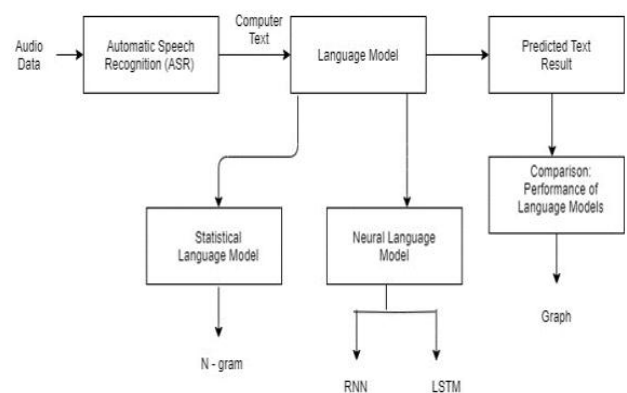 Audio
Data
Automatic Speech
Recognition (ASR)
Computer
Text
Language Model
Predicted Text
Result
Comparison:
Performance of
Language Models
Statistical
Language Model
Neural Language
Model
Graph
N - gram
RNN
LSTM